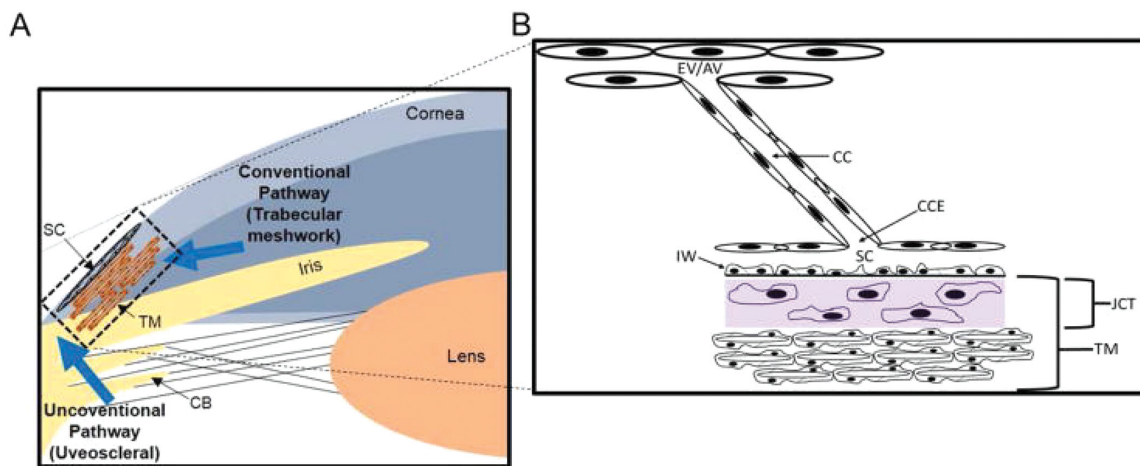 A
B
Cornea
Conventional
Pathway
(Trabecular
meshwork)
SC
Iris
TM
Lens
CB
Uncoventional
Pathway
(Uveoscleral)
EV/AV
CC
CCE
SC
IW
JCT
TM